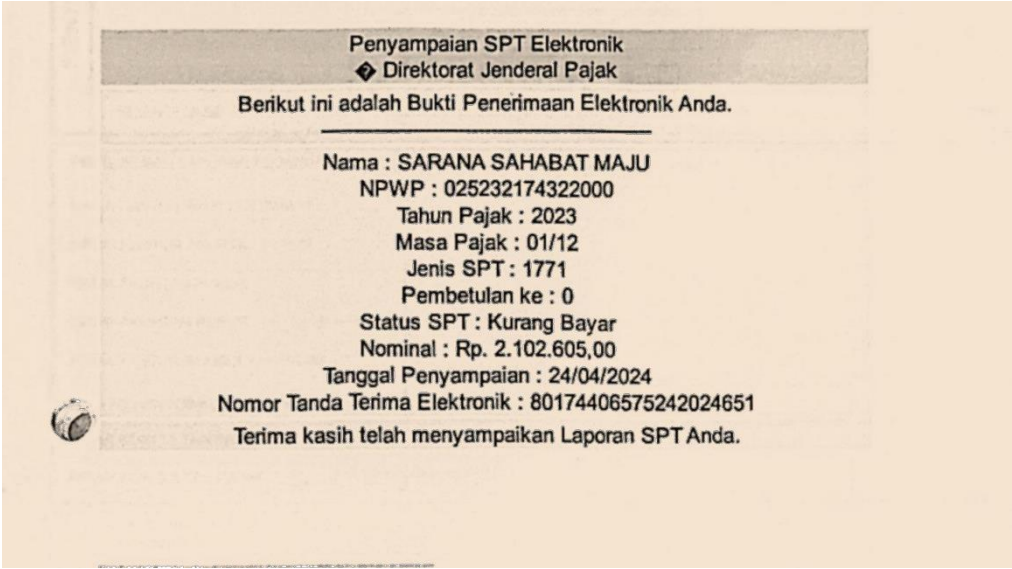 Penyampaian SPT Elektronik
� Direktorat Jenderal Pajak
Berikut ini adalah Bukti Penerimaan Elektronik Anda.
Nama : SARANA SAHABAT MAJU
NPWP : 025232174322000
Tahun Pajak : 2023
Masa Pajak : 01/12
Jenis SPT : 1771
Pembetulan ke : 0
Status SPT : Kurang Bayar
Nominal : Rp. 2.102.605,00
Tanggal Penyampaian : 24/04/2024
Nomor Tanda Terima Elektronik : 80174406575242024651
Terima kasih telah menyampaikan Laporan SPT Anda.